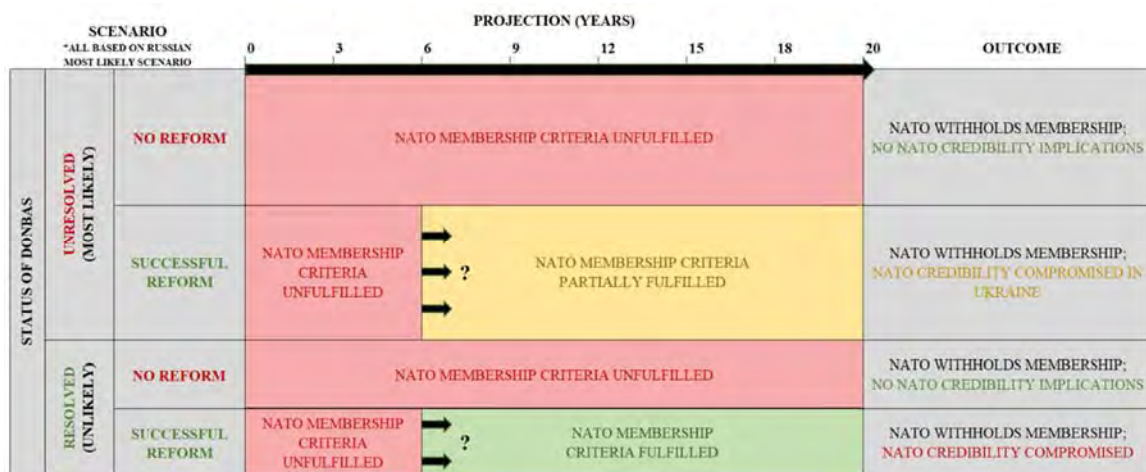 SCENARIO
"ALL BASED ON RUSSIAN
MOST LIKELY SCENARIO
PROJECTION (YEARS)
0 3 6 9 12 15 18 20
OUTCOME
STATUS OF DONBAS
UNRESOLVED
(MOST LIKELY)
NO REFORM
NATO MEMBERSHIP CRITERIA UNFULFILLED
NATO WITHHOLDS MEMBERSHIP;
NO NATO CREDIBILITY IMPLICATIONS
SUCCESSFUL
REFORM
NATO MEMBERSHIP
CRITERIA
UNFULFILLED
?
NATO MEMBERSHIP CRITERIA
PARTIALLY FULFILLED
NATO WITHHOLDS MEMBERSHIP;
NATO CREDIBILITY COMPROMISED IN
UKRAINE
RESOLVED
(UNLIKELY)
NO REFORM
NATO MEMBERSHIP CRITERIA UNFULFILLED
NATO WITHHOLDS MEMBERSHIP;
NO NATO CREDIBILITY IMPLICATIONS
SUCCESSFUL
REFORM
NATO MEMBERSHIP
CRITERIA
UNFULFILLED
?
NATO MEMBERSHIP
CRITERIA FULFILLED
NATO WITHHOLDS MEMBERSHIP;
NATO CREDIBILITY COMPROMISED